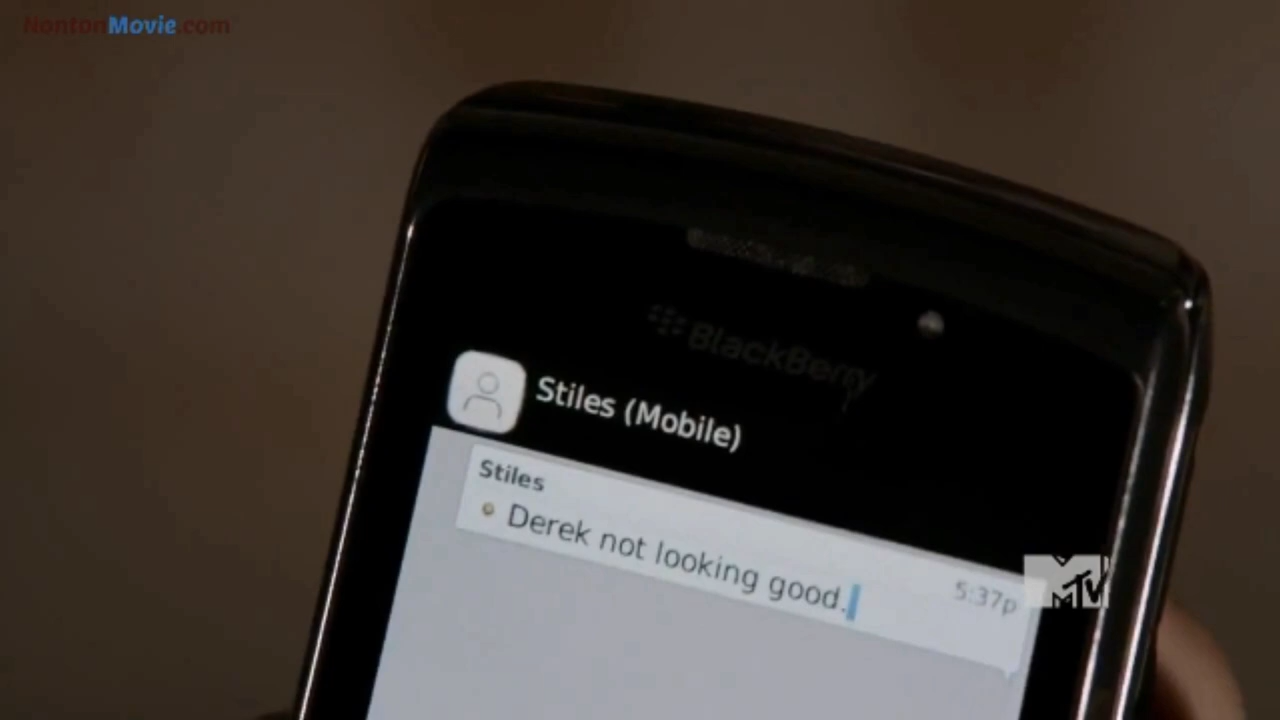 NontonMovie.com
BlackBerry
Stiles (Mobile)
Stiles
Derek not looking good.
5:37p
MTV